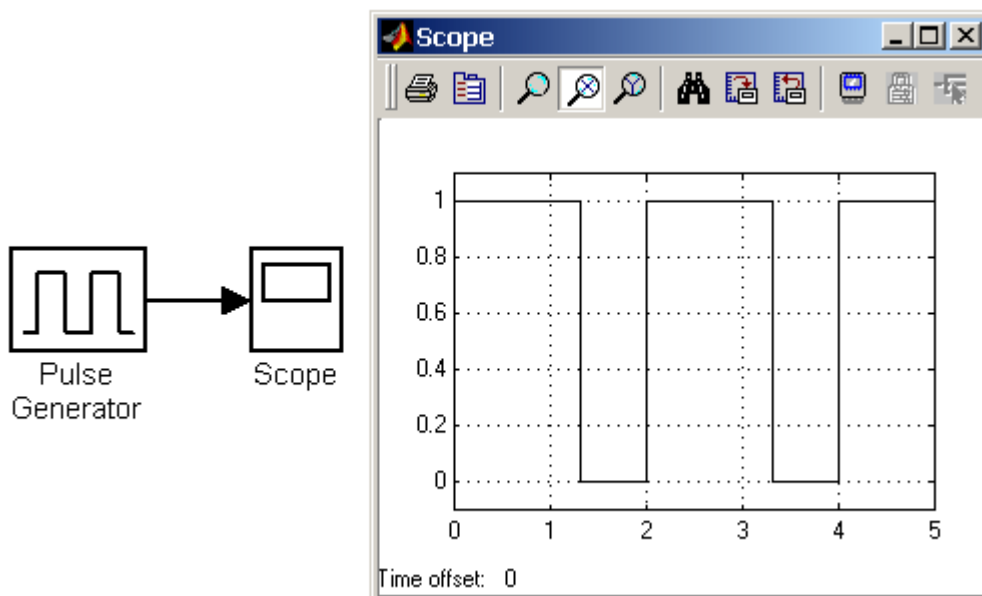 Scope
1
0.8
0.6
0.4
0.2
0
0 1 2 3 4 5
Time offset: 0
Pulse
Generator
Scope